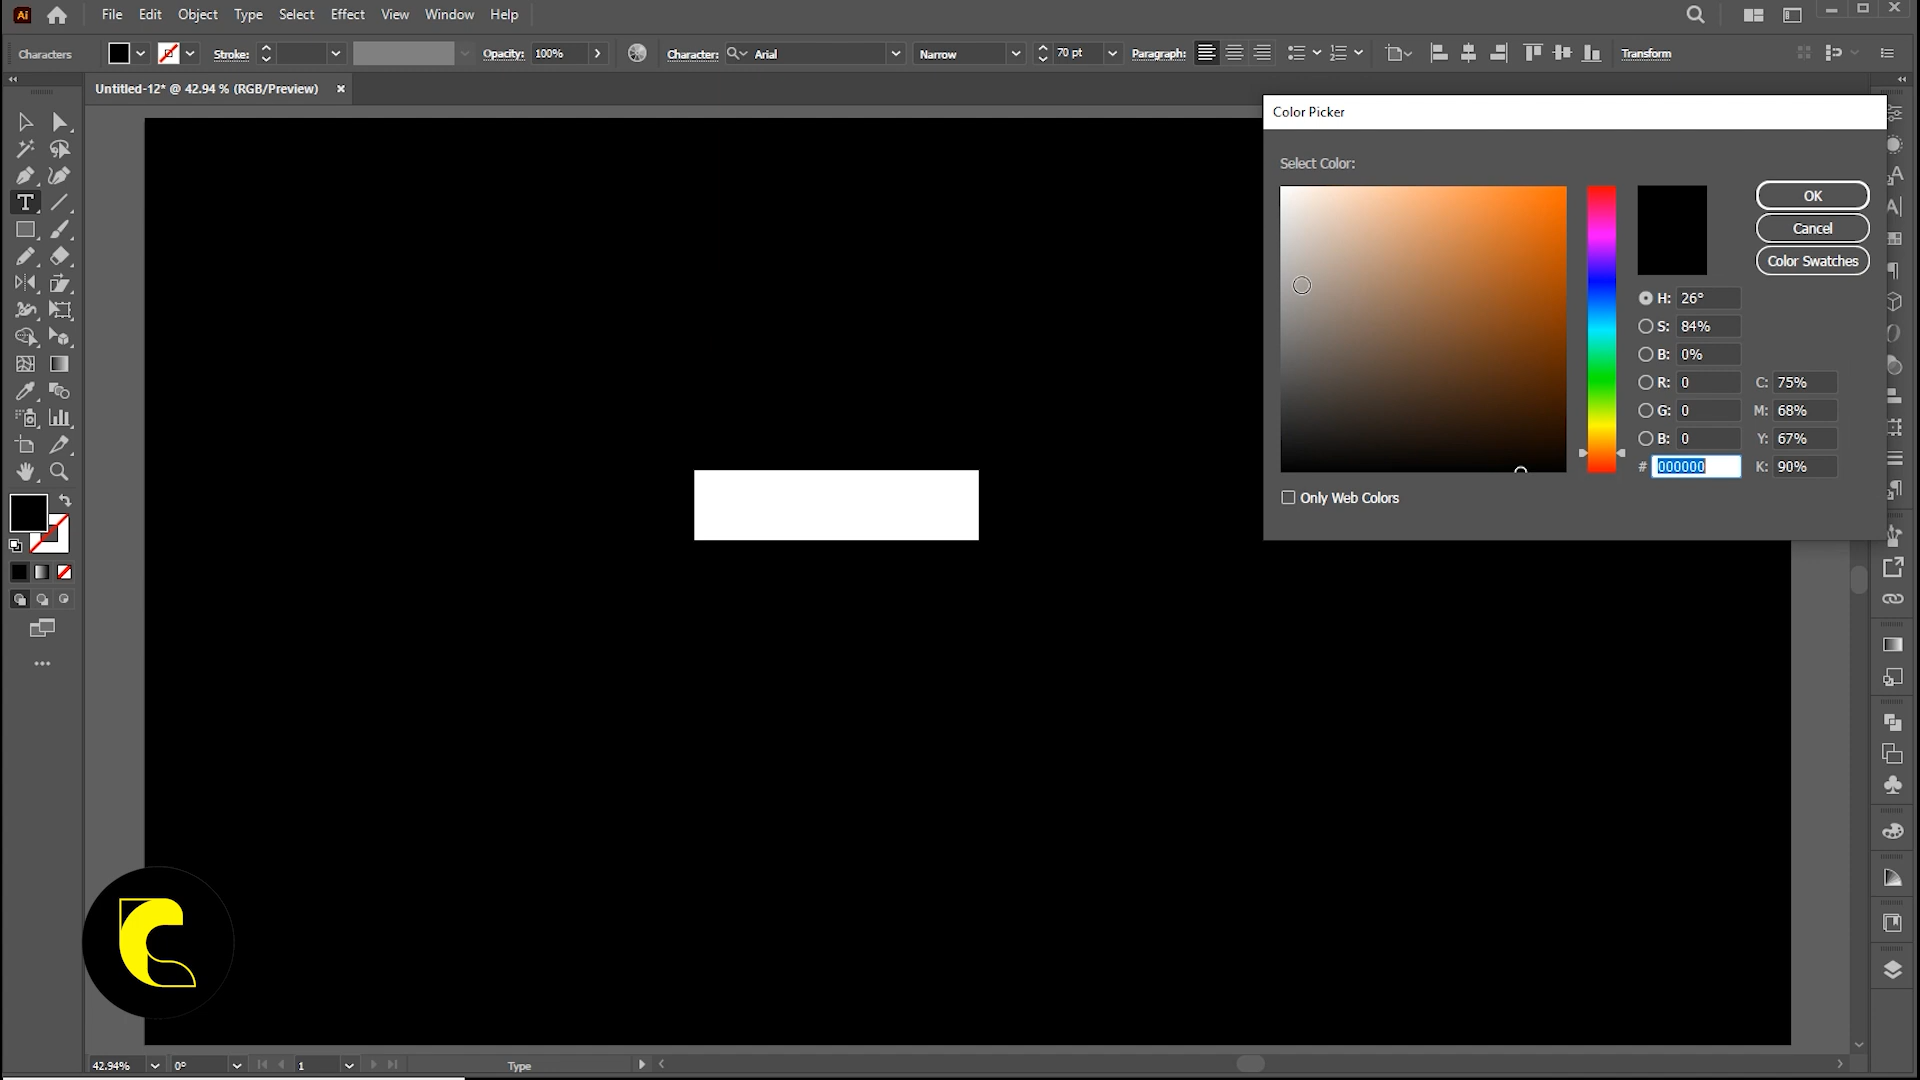 Ai File Edit Object Type Select Effect View Window Help
Characters Stroke: Opacity: 100% Character: Arial Narrow 70 pt Paragraph: Transform
Untitled-12* @ 42.94 % (RGB/Preview) ×
Color Picker
Select Color:
OK
Cancel
Color Swatches
H: 26°
S: 84%
B: 0%
R: 0 C: 75%
G: 0 M: 68%
B: 0 Y: 67%
# 000000 K: 90%
Only Web Colors
42.94% 0° 1 Type